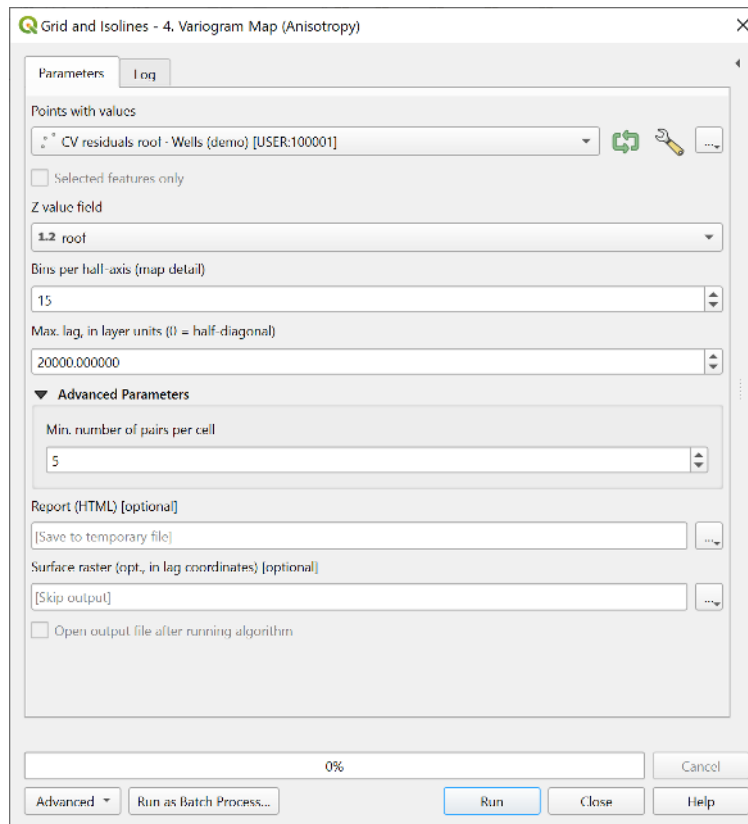 Grid and Isolines - 4. Variogram Map (Anisotropy)
Parameters
Log
Points with values
CV residuals root - Wells (demo) [USER:100001]
...
Selected features only
Z value field
1.2 root
Bins per half-axis (map detail)
15
Max. lag, in layer units (0 = half-diagonal)
20000.000000
Advanced Parameters
Min. number of pairs per cell
5
Report (HTML) [optional]
[Save to temporary file]
...
Surface raster (opt., in lag coordinates) [optional]
[Skip output]
...
Open output file after running algorithm
0%
Cancel
Advanced
Run as Batch Process...
Run
Close
Help